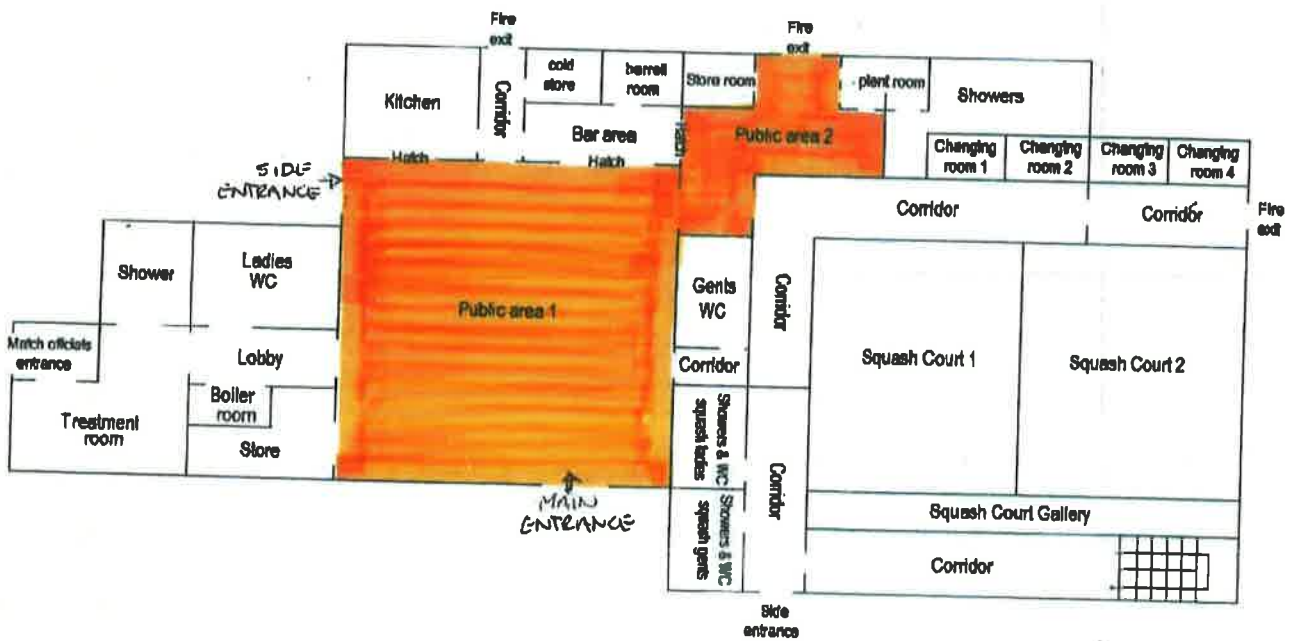 Fire
exit
Fire
exit
Kitchen
Corridor
cold
store
barrell
room
Store room
plant room
Showers
Bar area
Hatch
Public area 2
Hatch
Hatch
Changing
room 1
Changing
room 2
Changing
room 3
Changing
room 4
SIDE
ENTRANCE
Corridor
Corridor
Fire
exit
Shower
Ladies
WC
Public area 1
Gents
WC
Corridor
Squash Court 1
Squash Court 2
Match officials
entrance
Lobby
Corridor
Boiler
room
Treatment
room
Store
Showers & WC
squash ladies
Corridor
MAIN
ENTRANCE
Showers & WC
squash gents
Squash Court Gallery
Corridor
Side
entrance